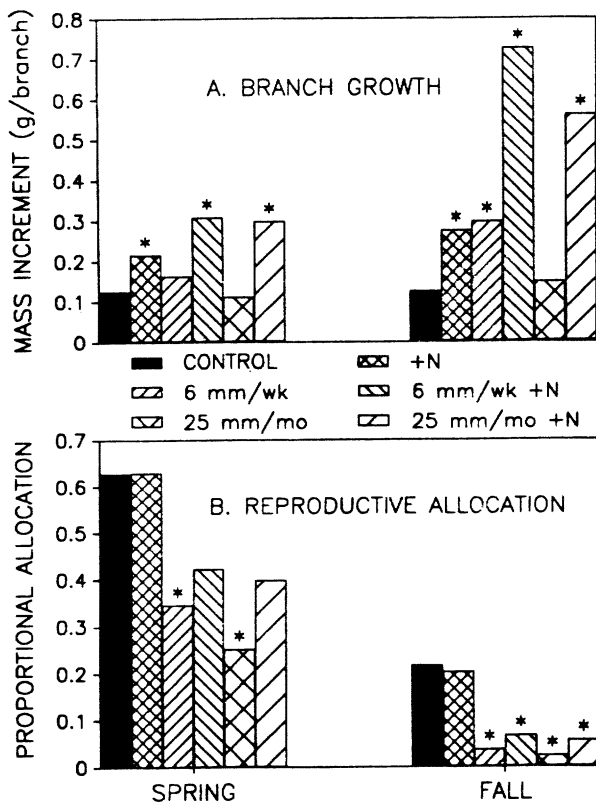 0.8
0.7
0.6
0.5
0.4
0.3
0.2
0.1
0
MASS INCREMENT (g/branch)
A. BRANCH GROWTH
* * * * * * *
CONTROL +N
6 mm/wk 6 mm/wk +N
25 mm/mo 25 mm/mo +N
0.7
0.6
0.5
0.4
0.3
0.2
0.1
0
PROPORTIONAL ALLOCATION
B. REPRODUCTIVE ALLOCATION
* * * * * *
SPRING FALL